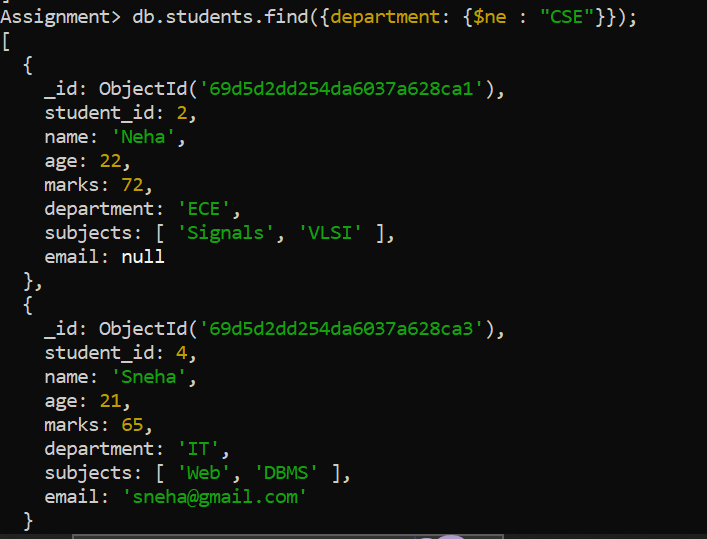 ]
Assignment> db.students.find({department: {$ne : "CSE"}});
[
  {
    _id: ObjectId('69d5d2dd254da6037a628ca1'),
    student_id: 2,
    name: 'Neha',
    age: 22,
    marks: 72,
    department: 'ECE',
    subjects: [ 'Signals', 'VLSI' ],
    email: null
  },
  {
    _id: ObjectId('69d5d2dd254da6037a628ca3'),
    student_id: 4,
    name: 'Sneha',
    age: 21,
    marks: 65,
    department: 'IT',
    subjects: [ 'Web', 'DBMS' ],
    email: 'sneha@gmail.com'
  }